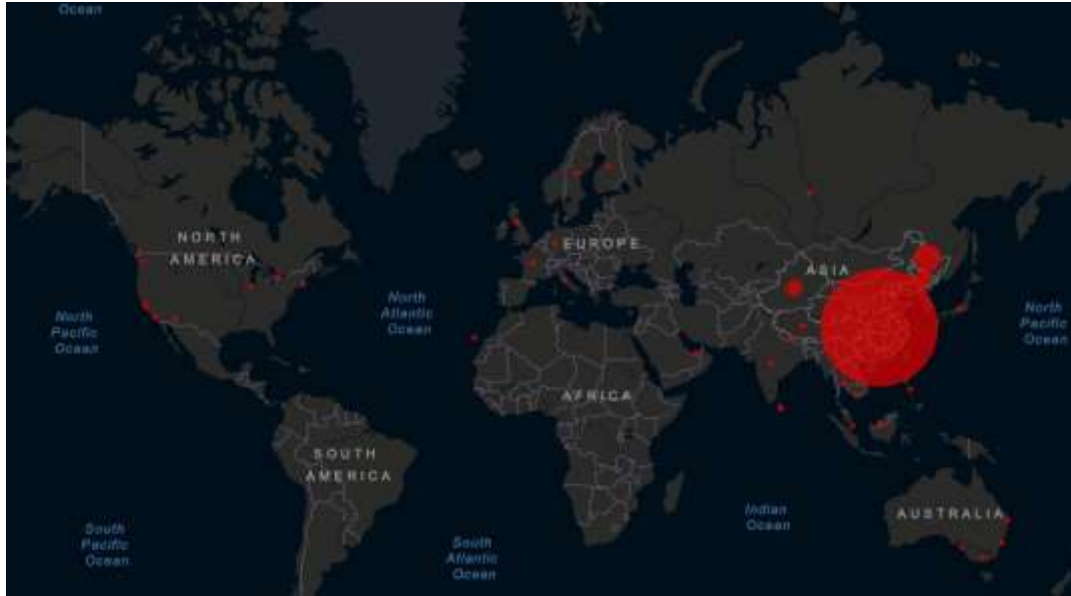 Ocean
NORTH
AMERICA
EUROPE
ASIA
North
Pacific
Ocean
North
Atlantic
Ocean
North
Pacific
Ocean
AFRICA
SOUTH
AMERICA
Indian
Ocean
AUSTRALIA
South
Pacific
Ocean
South
Atlantic
Ocean